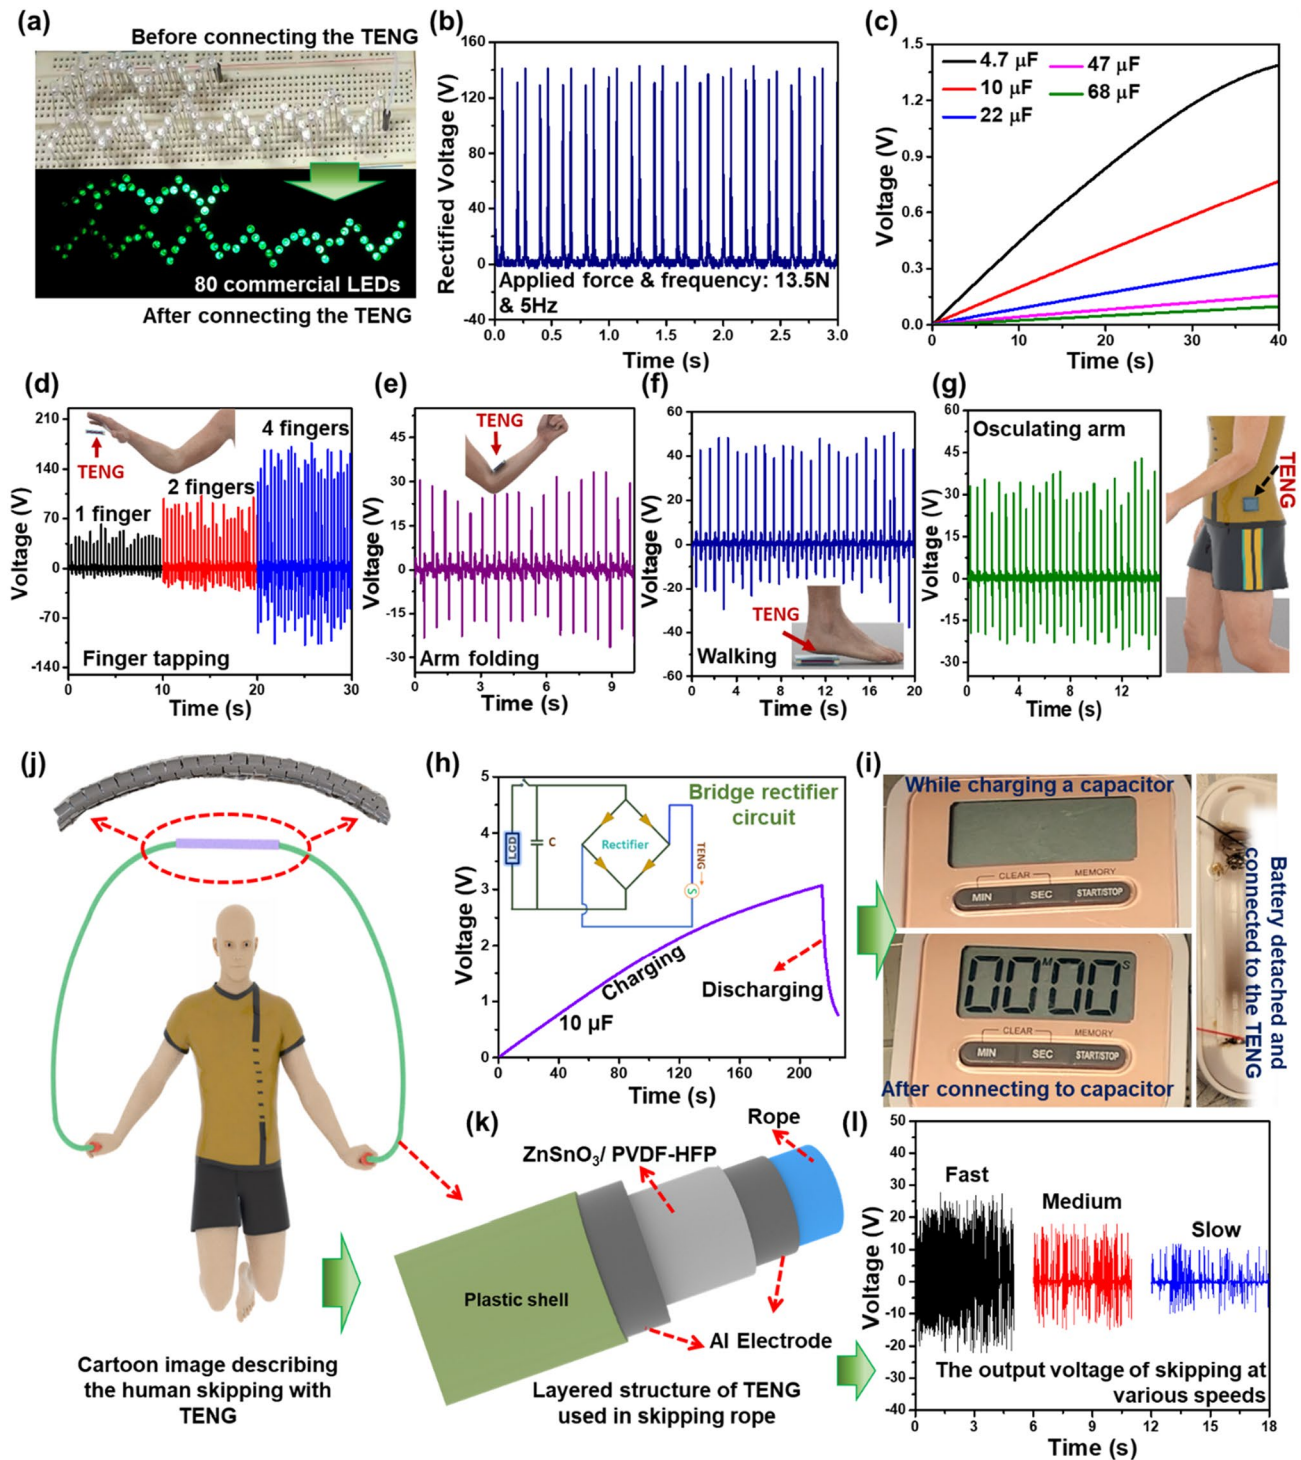 (a)
Before connecting the TENG
80 commercial LEDs
After connecting the TENG
(b)
160
120
80
40
0
-40
Rectified Voltage (V)
Applied force & frequency: 13.5N
& 5Hz
0.0 0.5 1.0 1.5 2.0 2.5 3.0
Time (s)
(c)
1.5
1.2
0.9
0.6
0.3
0.0
Voltage (V)
4.7 μF
10 μF
22 μF
47 μF
68 μF
0 10 20 30 40
Time (s)
(d)
210
140
70
0
-70
-140
Voltage (V)
TENG
1 finger
2 fingers
4 fingers
Finger tapping
0 10 20 30
Time (s)
(e)
45
30
15
0
-15
-30
Voltage (V)
TENG
Arm folding
0 3 6 9
Time (s)
(f)
60
40
20
0
-20
-40
-60
Voltage (V)
TENG
Walking
0 4 8 12 16 20
Time (s)
(g)
60
45
30
15
0
-15
-30
Voltage (V)
Osculating arm
TENG
0 4 8 12
Time (s)
(j)
Cartoon image describing
the human skipping with
TENG
(h)
5
4
3
2
1
0
Voltage (V)
Bridge rectifier
circuit
LCD
C
Rectifier
TENG
S
Charging
10 μF
Discharging
0 40 80 120 160 200
Time (s)
(i)
While charging a capacitor
CLEAR
MEMORY
MIN
SEC
START/STOP
00 M 00 S
CLEAR
MEMORY
MIN
SEC
START/STOP
After connecting to capacitor
Battery detached and
connected to the TENG
(k)
Rope
ZnSnO3/ PVDF-HFP
Plastic shell
Al Electrode
Layered structure of TENG
used in skipping rope
(l)
50
40
30
20
10
0
-10
-20
-30
-40
Voltage (V)
Fast
Medium
Slow
The output voltage of skipping at
various speeds
0 3 6 9 12 15 18
Time (s)